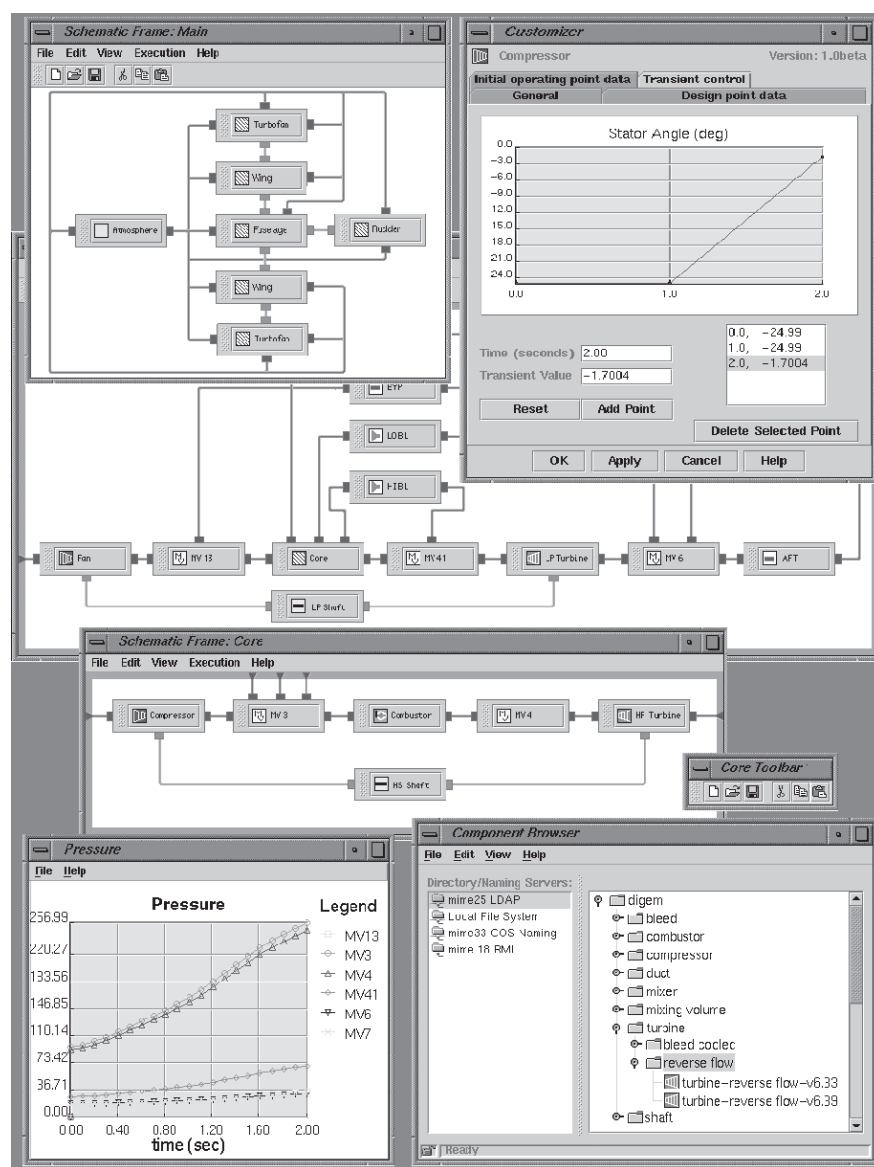 Schematic Frame: Main
File Edit View Execution Help
Turbofan
Wing
Atmosphere
Fuselage
Rudder
Wing
Turbofan
Customizer
Compressor
Version: 1.0beta
Initial operating point data
Transient control
General
Design point data
Stator Angle (deg)
0.0
-3.0
-6.0
-9.0
12.0
15.0
18.0
21.0
24.0
0.0 1.0 2.0
Time (seconds) 2.00
Transient Value -1.7004
0.0, -24.99
1.0, -24.99
2.0, -1.7004
Reset
Add Point
Delete Selected Point
OK Apply Cancel Help
BYP
LOBL
HIBL
Fan
MV 13
Core
MV41
LP Turbine
MV 6
AFT
LP Shaft
Schematic Frame: Core
File Edit View Execution Help
Compressor
MV 3
Combustor
MV4
HP Turbine
HS Shaft
Core Toolbar
Pressure
File Help
Pressure
256.99
220.27
133.56
146.85
110.14
73.42
36.71
0.00
0.00 0.40 0.80 1.20 1.60 2.00
time (sec)
Legend
MV13
MV3
MV4
MV41
MV6
MV7
Component Browser
File Edit View Help
Directory/Naming Servers:
mirre25 LDAP
Local File System
mirre33 COS Naming
mirre 18 RMI
digem
bleed
combustor
compressor
duct
mixer
mixing volume
turbine
bleed cooled
reverse flow
turbine-reverse flow-v6.33
turbine-reverse flow-v6.39
shaft
Ready